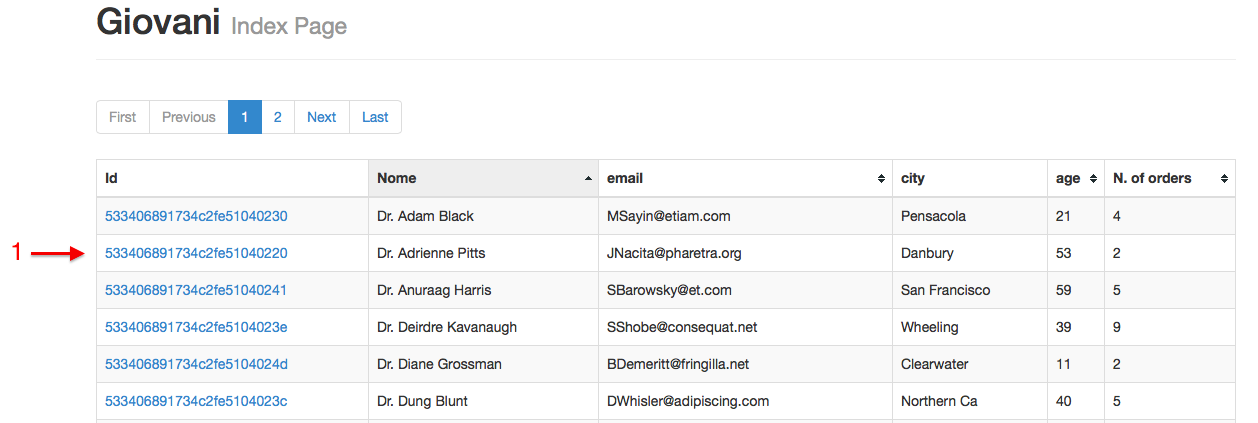 Giovani Index Page
First Previous 1 2 Next Last
Id Nome email city age N. of orders
533406891734c2fe51040230 Dr. Adam Black MSayin@etiam.com Pensacola 21 4
1 533406891734c2fe51040220 Dr. Adrienne Pitts JNacita@pharetra.org Danbury 53 2
533406891734c2fe51040241 Dr. Anuraag Harris SBarowsky@et.com San Francisco 59 5
533406891734c2fe5104023e Dr. Deirdre Kavanaugh SShobe@consequat.net Wheeling 39 9
533406891734c2fe5104024d Dr. Diane Grossman BDemeritt@fringilla.net Clearwater 11 2
533406891734c2fe5104023c Dr. Dung Blunt DWhisler@adipiscing.com Northern Ca 40 5